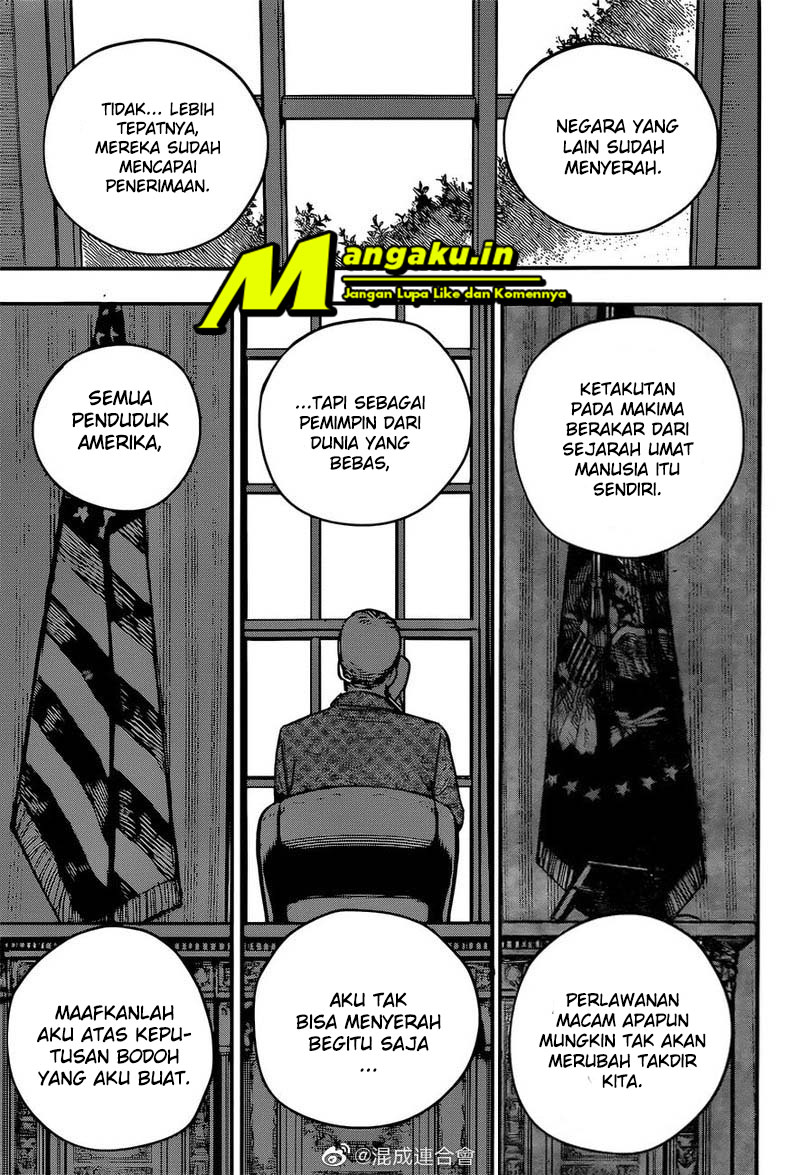 NEGARA YANG
LAIN SUDAH
MENYERAH.
TIDAK... LEBIH
TEPATNYA,
MEREKA SUDAH
MENCAPAI
PENERIMAAN.
Mangaku.in
Jangan Lupa Like dan Komennya
KETAKUTAN
PADA MAKIMA
BERAKAR DARI
SEJARAH UMAT
MANUSIA ITU
SENDIRI.
PERLAWANAN
MACAM APAPUN
MUNGKIN TAK AKAN
MERUBAH TAKDIR
KITA.
...TAPI SEBAGAI
PEMIMPIN DARI
DUNIA YANG
BEBAS,
AKU TAK
BISA MENYERAH
BEGITU SAJA
...
SEMUA
PENDUDUK
AMERIKA,
MAAFKANLAH
AKU ATAS KEPU-
TUSAN BODOH
YANG AKU BUAT.
@混成連合會